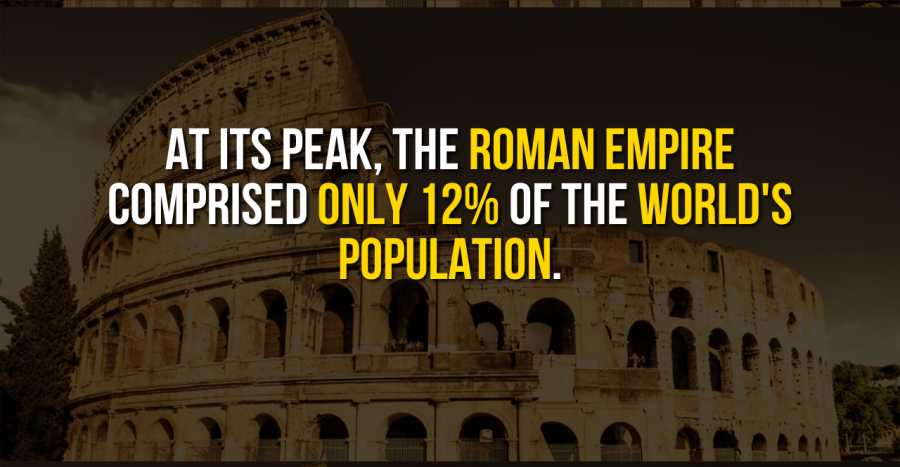 AT ITS PEAK, THE ROMAN EMPIRE
COMPRISED ONLY 12% OF THE WORLD'S
POPULATION.